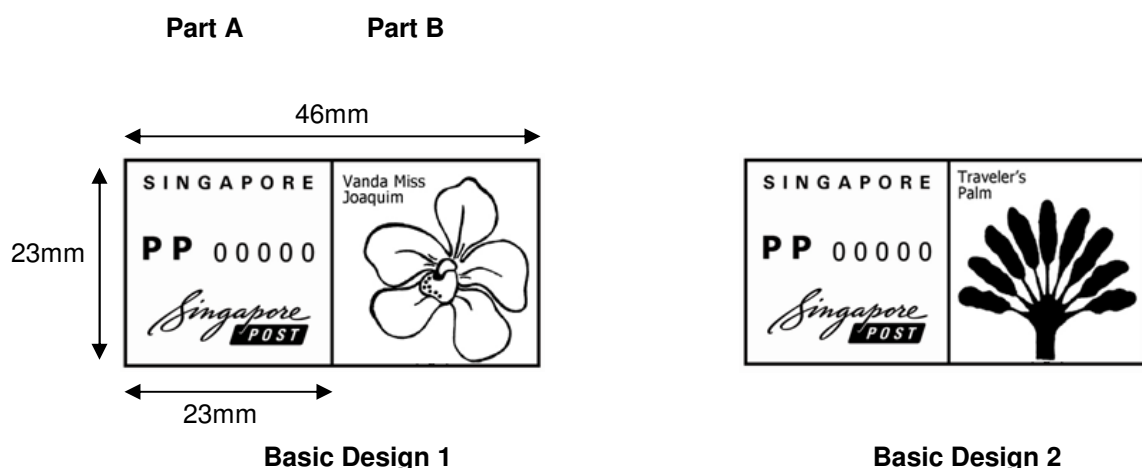 Part A Part B
46mm
23mm
SINGAPORE
PP 00000
Singapore
POST
Vanda Miss
Joaquim
23mm
Basic Design 1
SINGAPORE
PP 00000
Singapore
POST
Traveler's
Palm
Basic Design 2